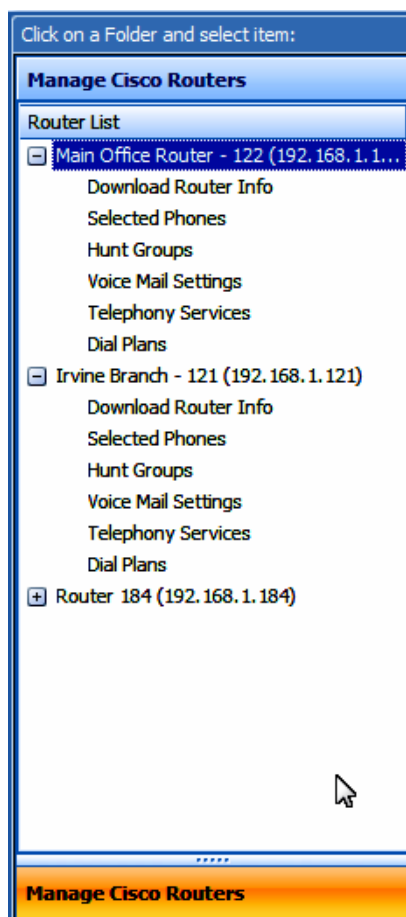 Click on a Folder and select item:
Manage Cisco Routers
Router List
Main Office Router - 122 (192.168.1.1...
Download Router Info
Selected Phones
Hunt Groups
Voice Mail Settings
Telephony Services
Dial Plans
Irvine Branch - 121 (192.168.1.121)
Download Router Info
Selected Phones
Hunt Groups
Voice Mail Settings
Telephony Services
Dial Plans
Router 184 (192.168.1.184)
Manage Cisco Routers